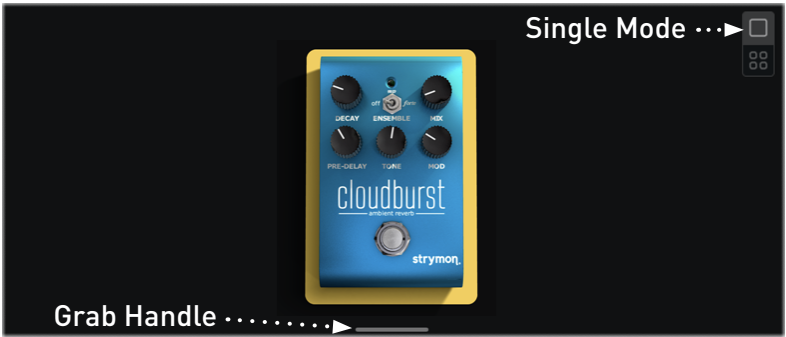 Single Mode
off
DECAY
ENSEMBLE
MIX
PRE-DELAY
TONE
MOD
cloudburst
ambient reverb
strymon.
Grab Handle